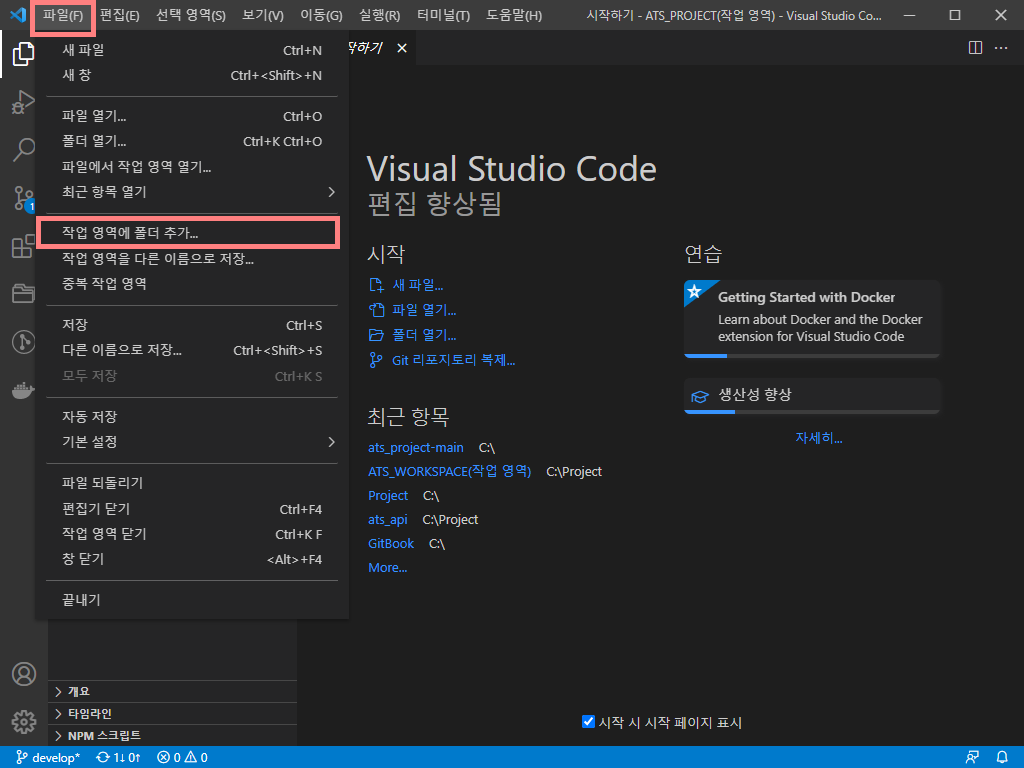 파일(F) 편집(E) 선택 영역(S) 보기(V) 이동(G) 실행(R) 터미널(T) 도움말(H) 시작하기 - ATS_PROJECT(작업 영역) - Visual Studio Co...
새 파일 Ctrl+N
새 창 Ctrl+<Shift>+N
파일 열기... Ctrl+O
폴더 열기... Ctrl+K Ctrl+O
파일에서 작업 영역 열기...
최근 항목 열기
작업 영역에 폴더 추가...
작업 영역을 다른 이름으로 저장...
중복 작업 영역
저장 Ctrl+S
다른 이름으로 저장... Ctrl+<Shift>+S
모두 저장 Ctrl+K S
자동 저장
기본 설정
파일 되돌리기
편집기 닫기 Ctrl+F4
작업 영역 닫기 Ctrl+K F
창 닫기 <Alt>+F4
끝내기
1
Visual Studio Code
편집 향상됨
시작
새 파일...
파일 열기...
폴더 열기...
Git 리포지토리 복제...
최근 항목
ats_project-main C:\
ATS_WORKSPACE(작업 영역) C:\Project
Project C:\
ats_api C:\Project
GitBook C:\
More...
연습
Getting Started with Docker
Learn about Docker and the Docker
extension for Visual Studio Code
생산성 향상
자세히...
개요
타임라인
NPM 스크립트
시작 시 시작 페이지 표시
develop* 1↓ 0↑ 0 0